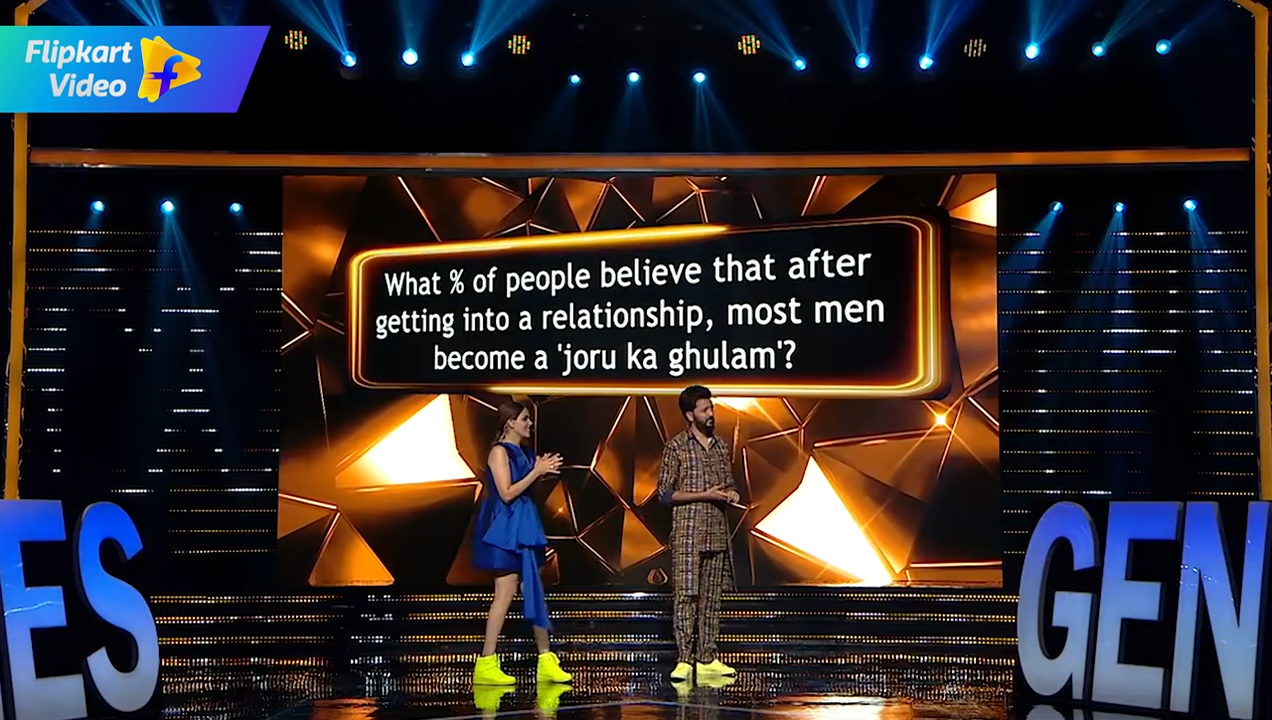 Flipkart
Video
What % of people believe that after
getting into a relationship, most men
become a 'joru ka ghulam'?
ES
GEN